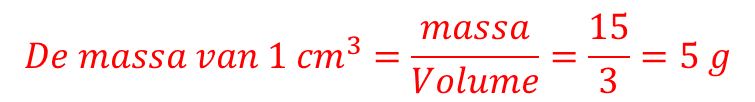 De massa van 1 cm³ = massa/Volume = 15/3 = 5 g